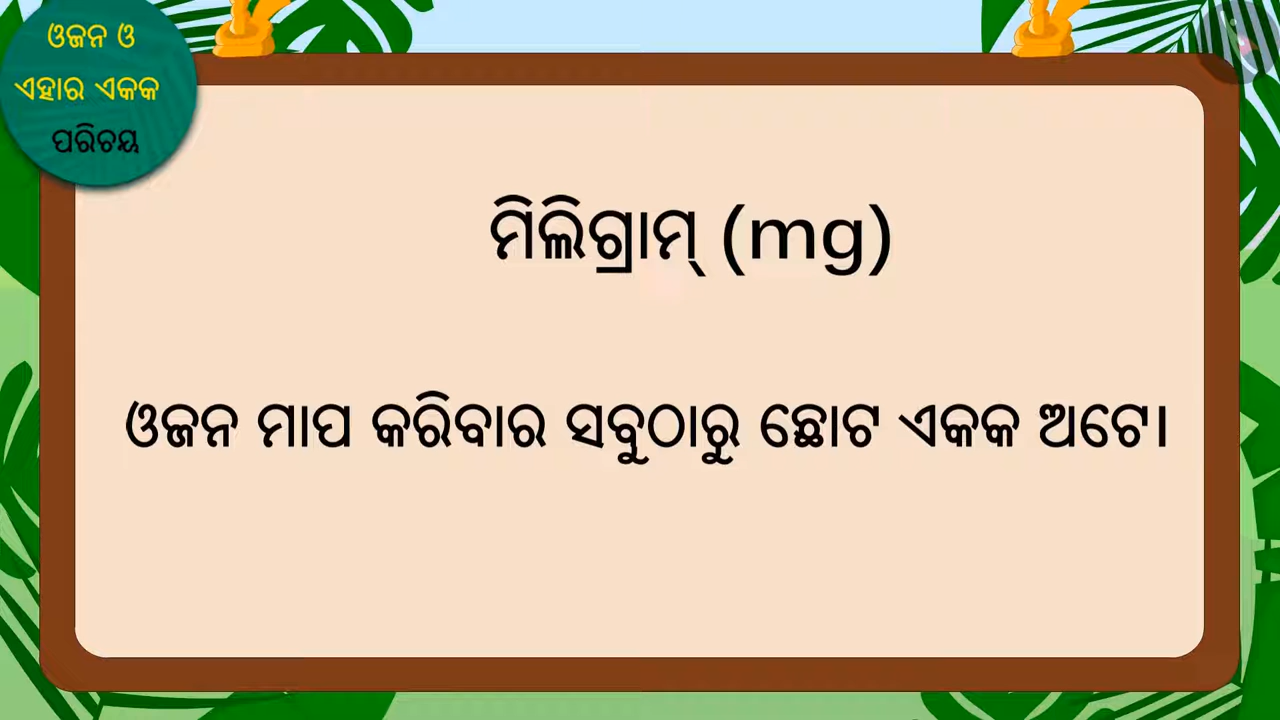 ଓଜନ ଓ
ଏହାର ଏକକ
ପରିଚୟ
ମିଲିଗ୍ରାମ୍ (mg)
ଓଜନ ମାପ କରିବାର ସବୁଠାରୁ ଛୋଟ ଏକକ ଅଟେ।